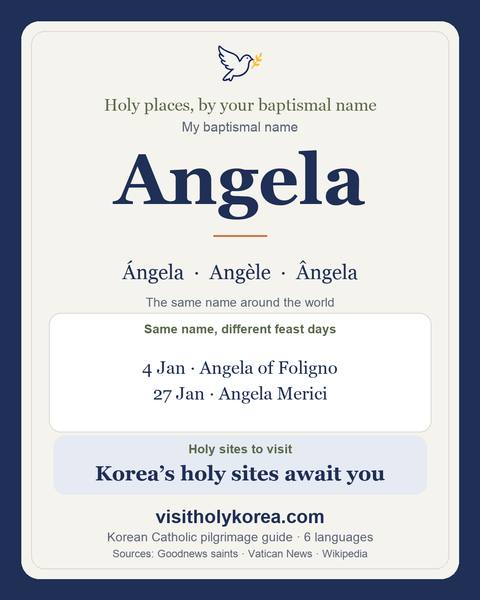 Holy places, by your baptismal name
My baptismal name
Angela
Ángela · Angèle · Ângela
The same name around the world
Same name, different feast days
4 Jan · Angela of Foligno
27 Jan · Angela Merici
Holy sites to visit
Korea’s holy sites await you
visitholykorea.com
Korean Catholic pilgrimage guide · 6 languages
Sources: Goodnews saints · Vatican News · Wikipedia